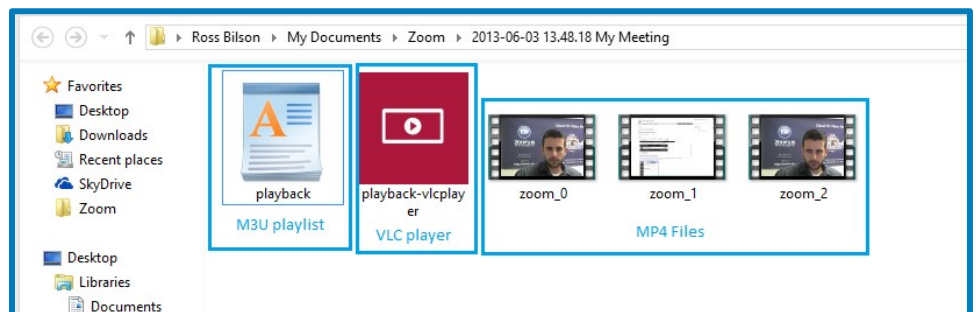 Ross Bilson My Documents Zoom 2013-06-03 13.48.18 My Meeting
Favorites
Desktop
Downloads
Recent places
SkyDrive
Zoom
Desktop
Libraries
Documents
playback
M3U playlist
playback-vlcplay
er
VLC player
zoom_0
zoom_1
zoom_2
MP4 Files